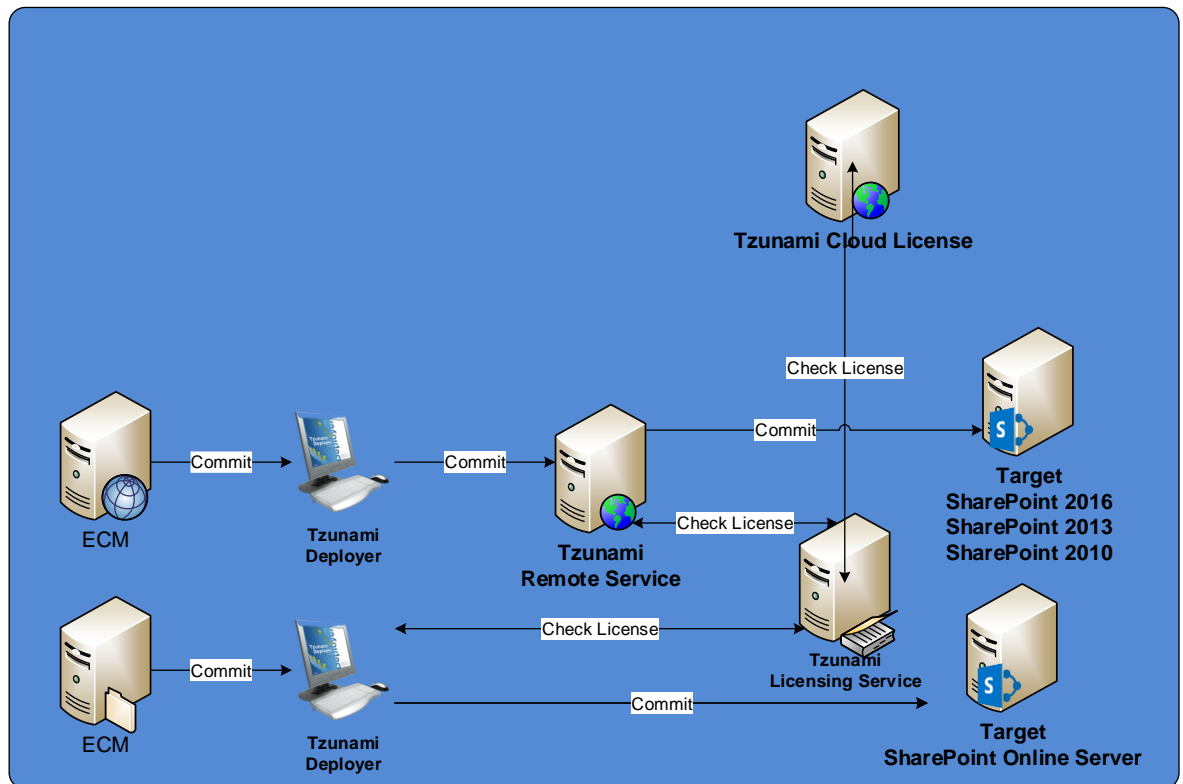 Tzunami Cloud License
Check License
Commit
Target
SharePoint 2016
SharePoint 2013
SharePoint 2010
Commit
Commit
ECM
Tzunami
Deployer
Check License
Tzunami
Remote Service
Check License
Tzunami
Licensing Service
Commit
Commit
ECM
Tzunami
Deployer
Target
SharePoint Online Server